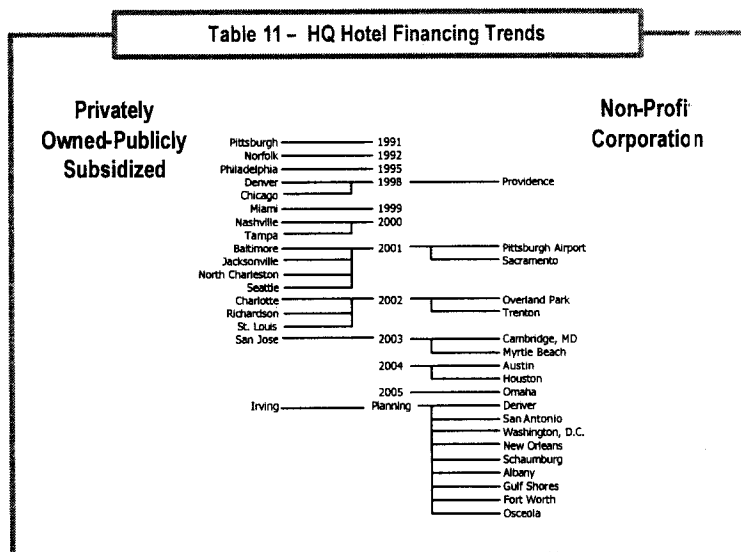 Table 11 – HQ Hotel Financing Trends
Privately
Owned-Publicly
Subsidized
Non-Profi
Corporation
Pittsburgh 1991
Norfolk 1992
Philadelphia 1995
Denver 1998 Providence
Chicago
Miami 1999
Nashville 2000
Tampa
Baltimore 2001 Pittsburgh Airport
Jacksonville Sacramento
North Charleston
Seattle
Charlotte 2002 Overland Park
Richardson Trenton
St. Louis
San Jose 2003 Cambridge, MD
Myrtle Beach
2004 Austin
Houston
2005 Omaha
Irving Planning Denver
San Antonio
Washington, D.C.
New Orleans
Schaumburg
Albany
Gulf Shores
Fort Worth
Osceola